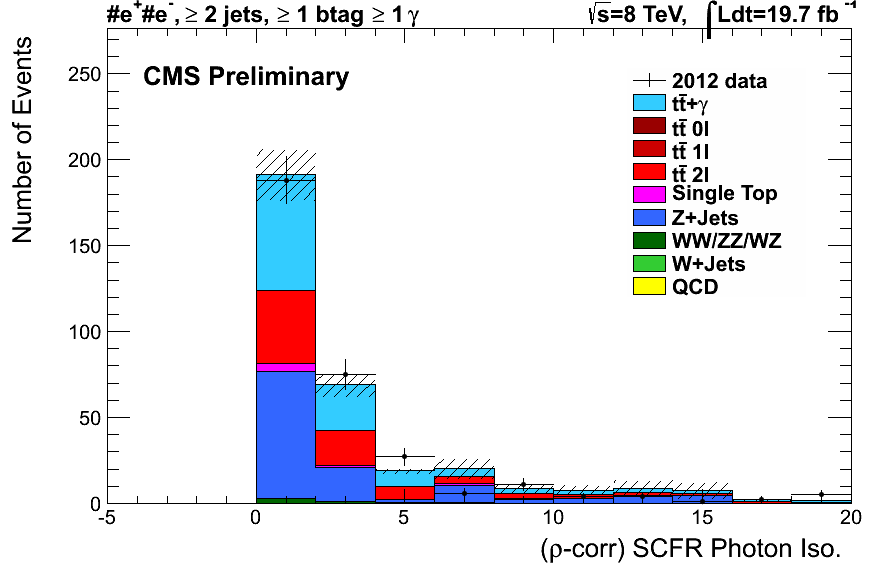 #e⁺#e⁻, ≥ 2 jets, ≥ 1 btag ≥ 1 γ
√s=8 TeV, ∫Ldt=19.7 fb⁻¹
CMS Preliminary
2012 data
tt̄+γ
tt̄ 0l
tt̄ 1l
tt̄ 2l
Single Top
Z+Jets
WW/ZZ/WZ
W+Jets
QCD
Number of Events
250
200
150
100
50
0
-5 0 5 10 15 20
(ρ-corr) SCFR Photon Iso.